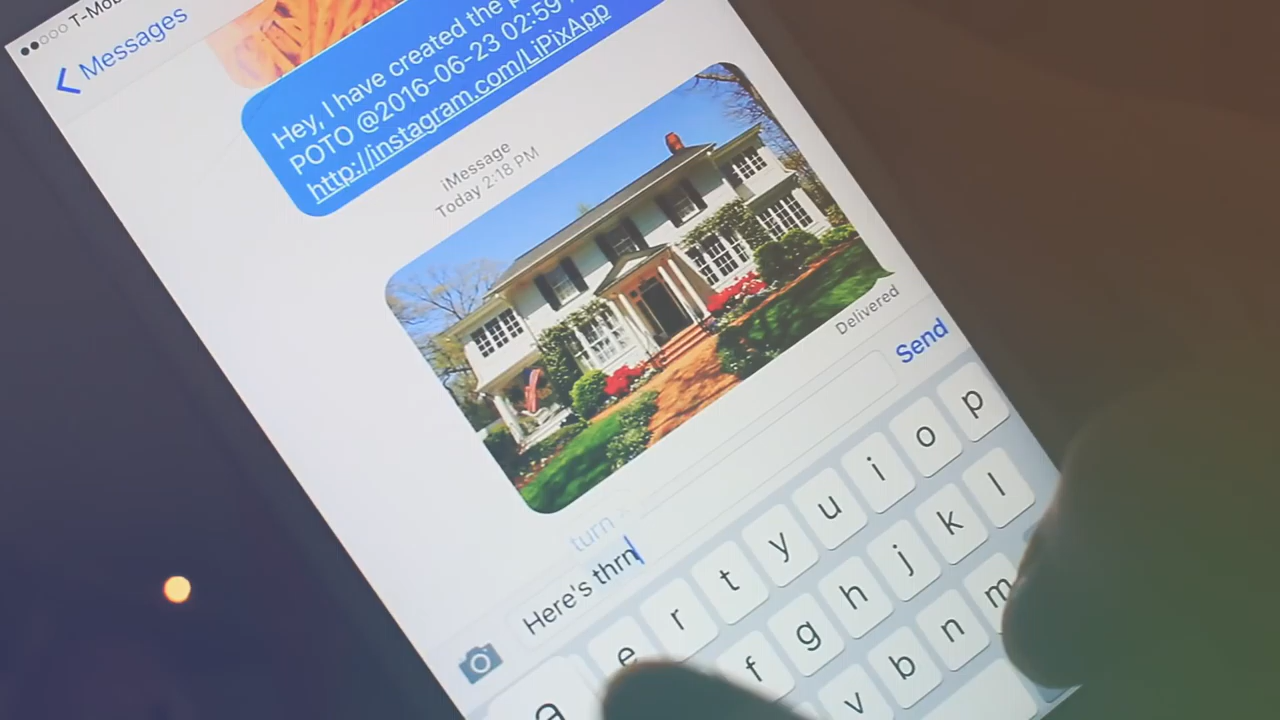 T-Mob
Messages
Hey, I have created the
POTO @2016-06-23 02:59
http://instagram.com/LiPixApp
iMessage
Today 2:18 PM
Delivered
Send
turn
Here's thrn
e r t y u i o p
a f g h j k l
v b n m